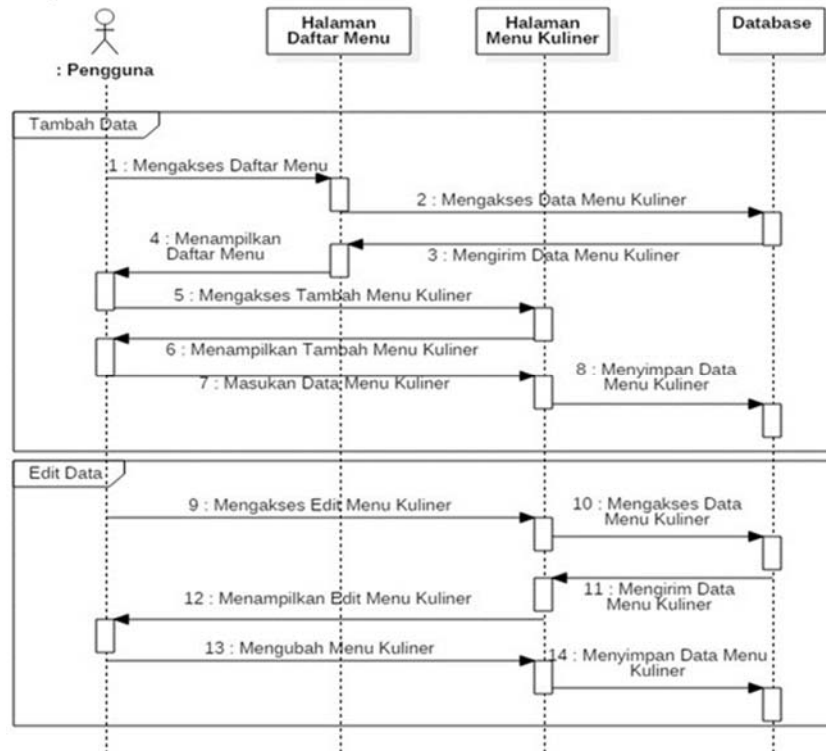 : Pengguna
Halaman
Daftar Menu
Halaman
Menu Kuliner
Database
Tambah Data
1 : Mengakses Daftar Menu
2 : Mengakses Data Menu Kuliner
3 : Mengirim Data Menu Kuliner
4 : Menampilkan
Daftar Menu
5 : Mengakses Tambah Menu Kuliner
6 : Menampilkan Tambah Menu Kuliner
7 : Masukan Data Menu Kuliner
8 : Menyimpan Data
Menu Kuliner
Edit Data
9 : Mengakses Edit Menu Kuliner
10 : Mengakses Data
Menu Kuliner
11 : Mengirim Data
Menu Kuliner
12 : Menampilkan Edit Menu Kuliner
13 : Mengubah Menu Kuliner
14 : Menyimpan Data Menu
Kuliner